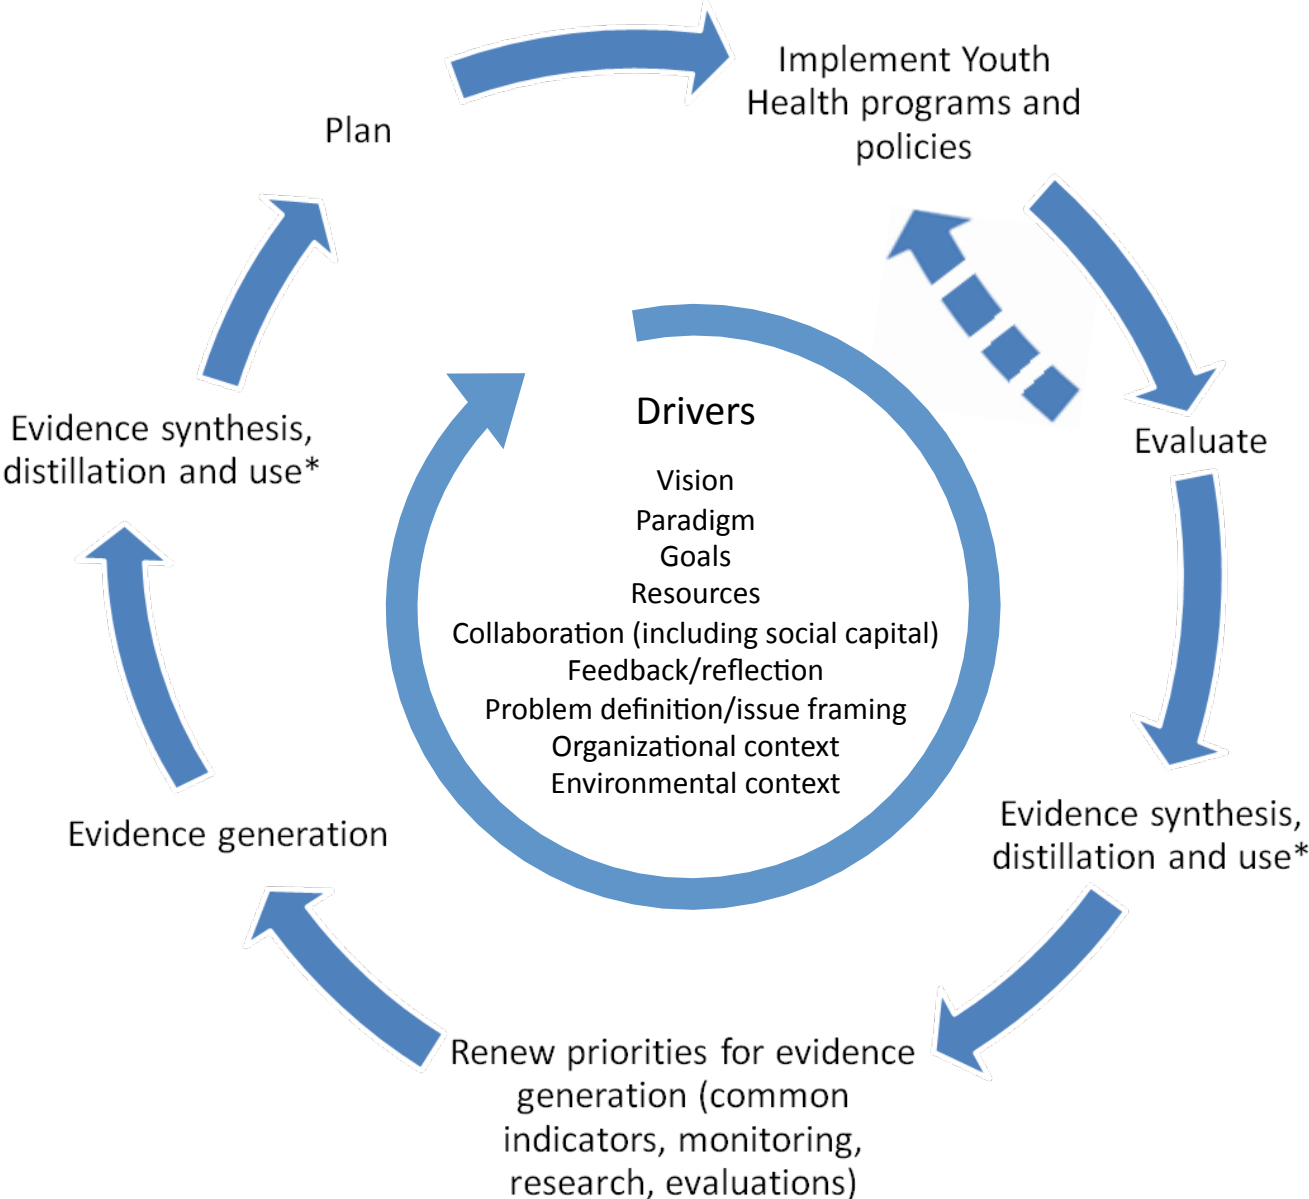 Plan
Implement Youth
Health programs and
policies
Evaluate
Evidence synthesis,
distillation and use*
Renew priorities for evidence
generation (common
indicators, monitoring,
research, evaluations)
Evidence generation
Evidence synthesis,
distillation and use*
Drivers
Vision
Paradigm
Goals
Resources
Collaboration (including social capital)
Feedback/reflection
Problem definition/issue framing
Organizational context
Environmental context